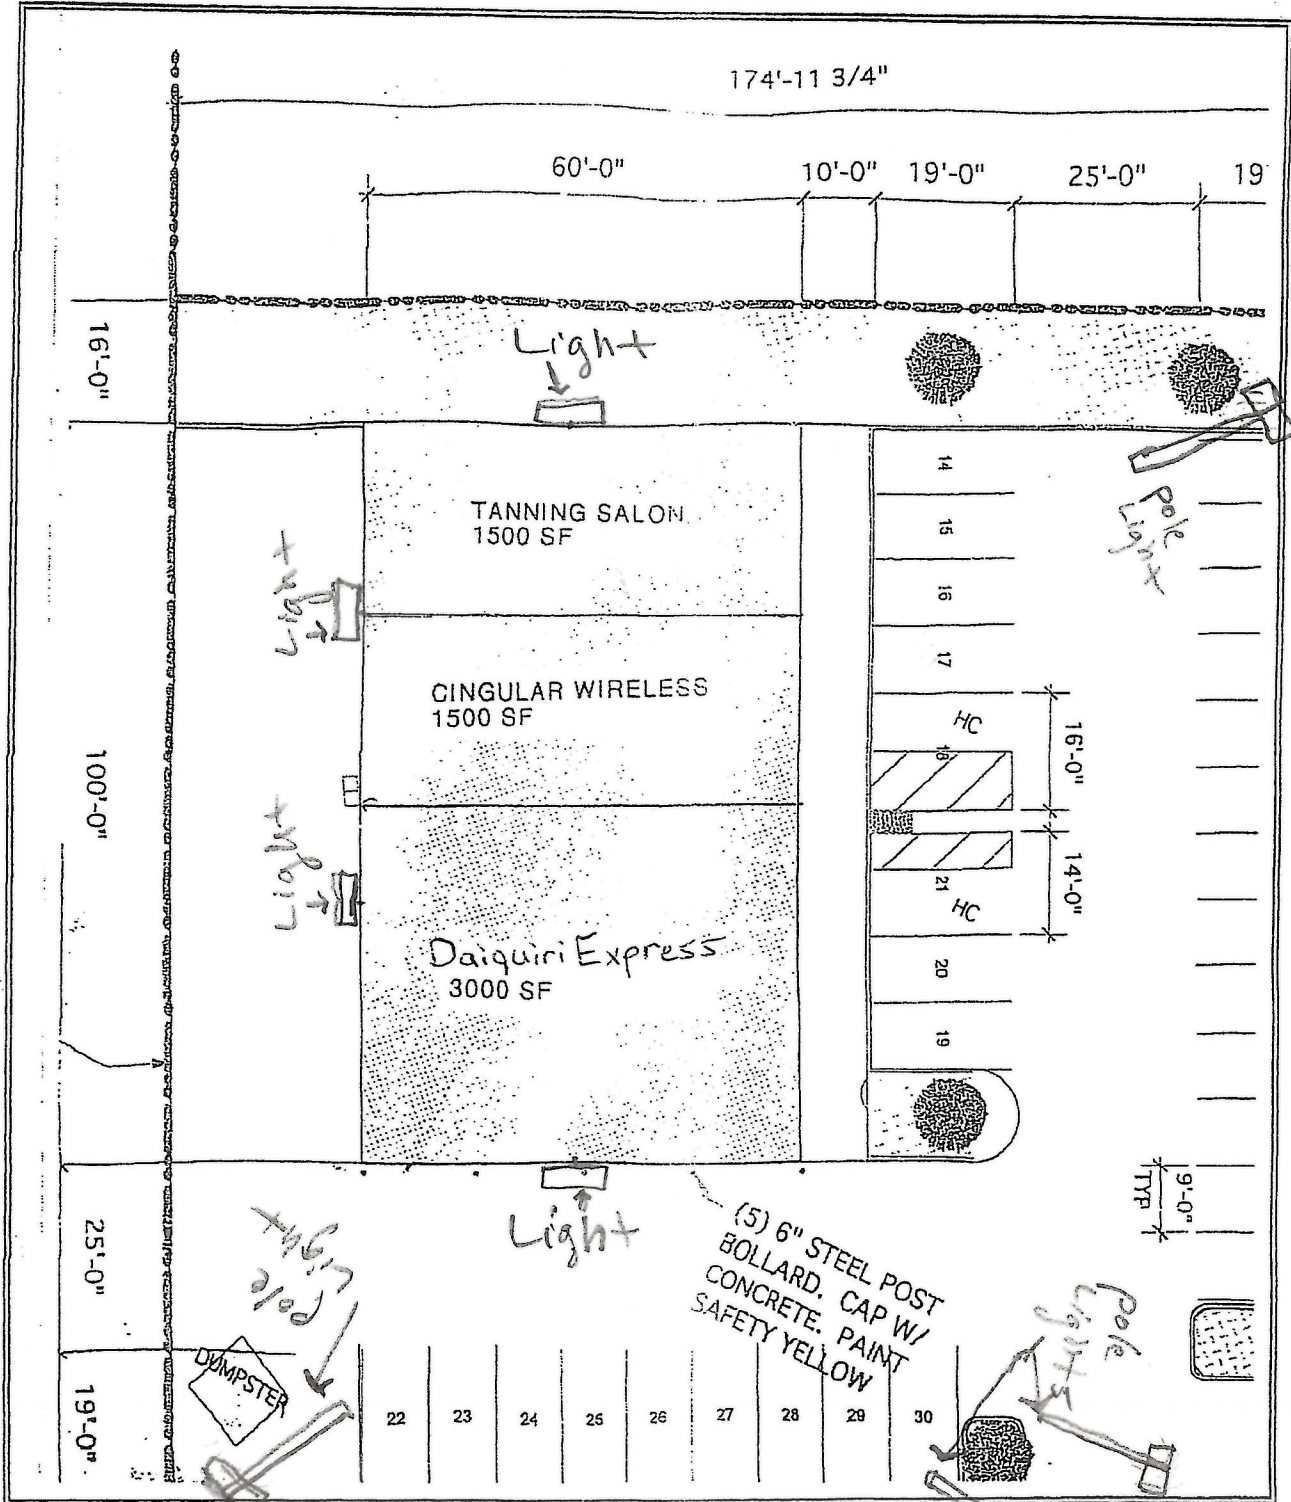 174'-11 3/4"
60'-0"
10'-0"
19'-0"
25'-0"
19'
16'-0"
Light
Pole
Light
14
15
16
17
HC
18
16'-0"
TANNING SALON
1500 SF
Light
CINGULAR WIRELESS
1500 SF
100'-0"
Light
Daiquiri Express
3000 SF
14'-0"
21
HC
20
19
Light
9'-0"
TYP
(5) 6" STEEL POST
BOLLARD. CAP W/
CONCRETE. PAINT
SAFETY YELLOW
25'-0"
Pole
Light
Pole
Lights
DUMPSTER
19'-0"
22
23
24
25
26
27
28
29
30